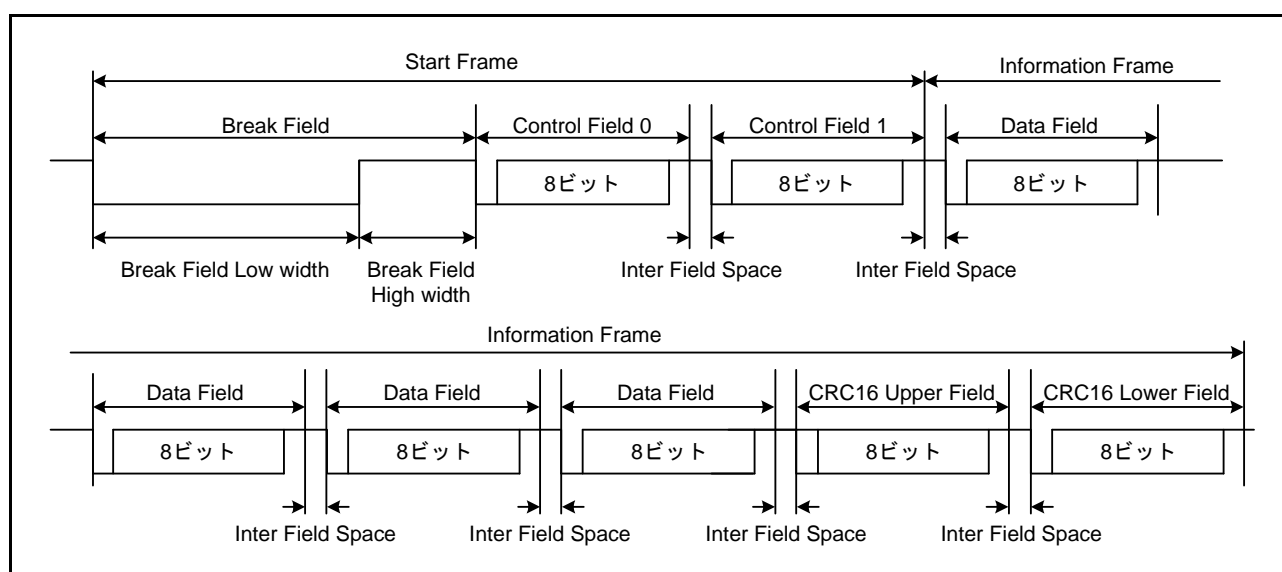 Start Frame
Information Frame
Break Field
Control Field 0
Control Field 1
Data Field
8ビット
8ビット
8ビット
Break Field Low width
Break Field
High width
Inter Field Space
Inter Field Space
Information Frame
Data Field
Data Field
Data Field
CRC16 Upper Field
CRC16 Lower Field
8ビット
8ビット
8ビット
8ビット
8ビット
Inter Field Space
Inter Field Space
Inter Field Space
Inter Field Space